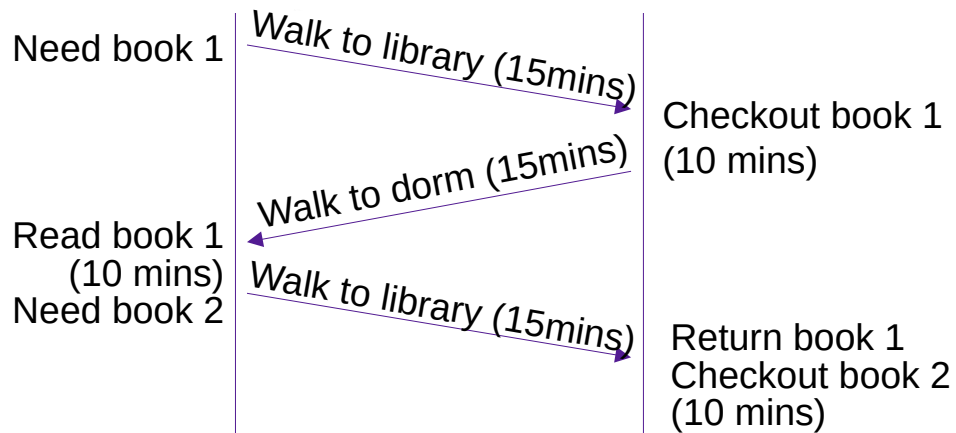 Need book 1
Walk to library (15mins)
Checkout book 1
(10 mins)
Walk to dorm (15mins)
Read book 1
(10 mins)
Need book 2
Walk to library (15mins)
Return book 1
Checkout book 2
(10 mins)